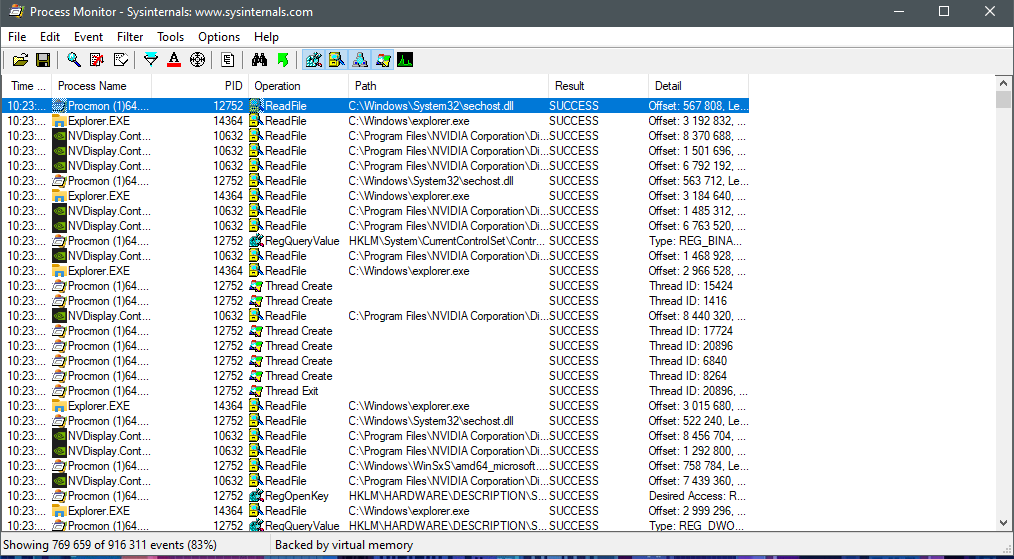 Process Monitor - Sysinternals: www.sysinternals.com
File Edit Event Filter Tools Options Help
Time ... Process Name PID Operation Path Result Detail
10:23:... Procmon (1)64.... 12752 ReadFile C:\Windows\System32\sechost.dll SUCCESS Offset: 567 808, Le...
10:23:... Explorer.EXE 14364 ReadFile C:\Windows\explorer.exe SUCCESS Offset: 3 192 832, ...
10:23:... NVDisplay.Cont... 10632 ReadFile C:\Program Files\NVIDIA Corporation\Di... SUCCESS Offset: 8 370 688, ...
10:23:... NVDisplay.Cont... 10632 ReadFile C:\Program Files\NVIDIA Corporation\Di... SUCCESS Offset: 1 501 696, ...
10:23:... NVDisplay.Cont... 10632 ReadFile C:\Program Files\NVIDIA Corporation\Di... SUCCESS Offset: 6 792 192, ...
10:23:... Procmon (1)64.... 12752 ReadFile C:\Windows\System32\sechost.dll SUCCESS Offset: 563 712, Le...
10:23:... Explorer.EXE 14364 ReadFile C:\Windows\explorer.exe SUCCESS Offset: 3 184 640, ...
10:23:... NVDisplay.Cont... 10632 ReadFile C:\Program Files\NVIDIA Corporation\Di... SUCCESS Offset: 1 485 312, ...
10:23:... NVDisplay.Cont... 10632 ReadFile C:\Program Files\NVIDIA Corporation\Di... SUCCESS Offset: 6 763 520, ...
10:23:... Procmon (1)64.... 12752 RegQueryValue HKLM\System\CurrentControlSet\Contr... SUCCESS Type: REG_BINA...
10:23:... NVDisplay.Cont... 10632 ReadFile C:\Program Files\NVIDIA Corporation\Di... SUCCESS Offset: 1 468 928, ...
10:23:... Explorer.EXE 14364 ReadFile C:\Windows\explorer.exe SUCCESS Offset: 2 966 528, ...
10:23:... Procmon (1)64.... 12752 Thread Create SUCCESS Thread ID: 15424
10:23:... Procmon (1)64.... 12752 Thread Create SUCCESS Thread ID: 1416
10:23:... NVDisplay.Cont... 10632 ReadFile C:\Program Files\NVIDIA Corporation\Di... SUCCESS Offset: 8 440 320, ...
10:23:... Procmon (1)64.... 12752 Thread Create SUCCESS Thread ID: 17724
10:23:... Procmon (1)64.... 12752 Thread Create SUCCESS Thread ID: 20896
10:23:... Procmon (1)64.... 12752 Thread Create SUCCESS Thread ID: 6840
10:23:... Procmon (1)64.... 12752 Thread Create SUCCESS Thread ID: 8264
10:23:... Procmon (1)64.... 12752 Thread Exit SUCCESS Thread ID: 20896, ...
10:23:... Explorer.EXE 14364 ReadFile C:\Windows\explorer.exe SUCCESS Offset: 3 015 680, ...
10:23:... Procmon (1)64.... 12752 ReadFile C:\Windows\System32\sechost.dll SUCCESS Offset: 522 240, Le...
10:23:... NVDisplay.Cont... 10632 ReadFile C:\Program Files\NVIDIA Corporation\Di... SUCCESS Offset: 8 456 704, ...
10:23:... NVDisplay.Cont... 10632 ReadFile C:\Program Files\NVIDIA Corporation\Di... SUCCESS Offset: 1 292 800, ...
10:23:... Procmon (1)64.... 12752 ReadFile C:\Windows\WinSxS\amd64_microsoft.... SUCCESS Offset: 758 784, Le...
10:23:... NVDisplay.Cont... 10632 ReadFile C:\Program Files\NVIDIA Corporation\Di... SUCCESS Offset: 7 439 360, ...
10:23:... Procmon (1)64.... 12752 RegOpenKey HKLM\HARDWARE\DESCRIPTION\S... SUCCESS Desired Access: R...
10:23:... Explorer.EXE 14364 ReadFile C:\Windows\explorer.exe SUCCESS Offset: 2 999 296, ...
10:23:... Procmon (1)64.... 12752 RegQueryValue HKLM\HARDWARE\DESCRIPTION\S... SUCCESS Type: REG_DWO...
Showing 769 659 of 916 311 events (83%) Backed by virtual memory